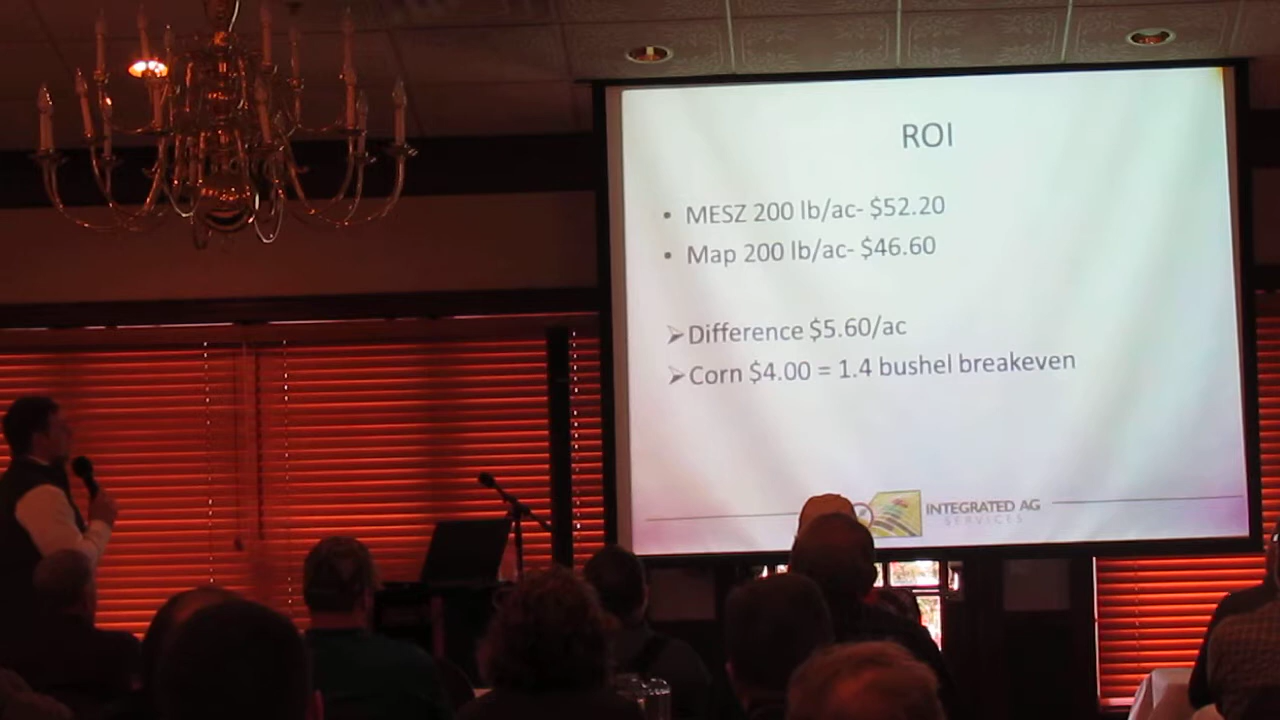 ROI
• MESZ 200 lb/ac- $52.20
• Map 200 lb/ac- $46.60
➢Difference $5.60/ac
➢Corn $4.00 = 1.4 bushel breakeven
INTEGRATED AG
SERVICES